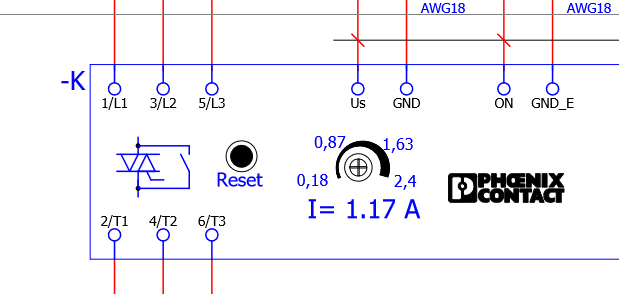 AWG18 AWG18
-K
1/L1 3/L2 5/L3 Us GND ON GND_E
0,87 1,63
Reset 0,18 2,4
PHŒNIX
CONTACT
I= 1.17 A
2/T1 4/T2 6/T3